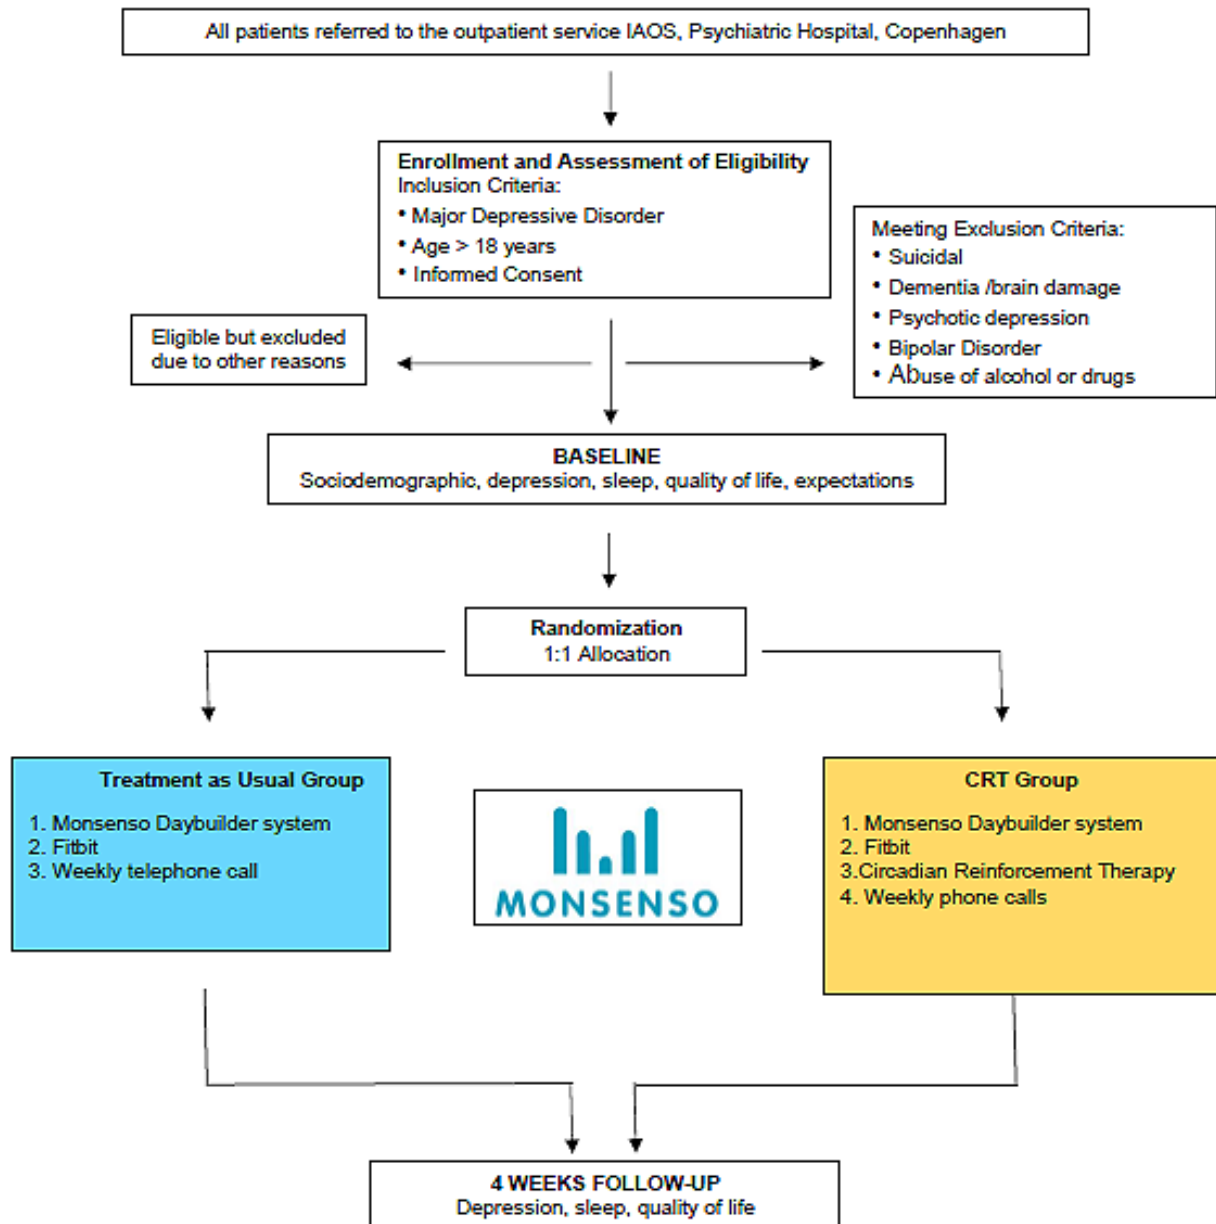 All patients referred to the outpatient service IAOS, Psychiatric Hospital, Copenhagen
Enrollment and Assessment of Eligibility
Inclusion Criteria:
• Major Depressive Disorder
• Age > 18 years
• Informed Consent
Meeting Exclusion Criteria:
• Suicidal
• Dementia /brain damage
• Psychotic depression
• Bipolar Disorder
• Abuse of alcohol or drugs
Eligible but excluded
due to other reasons
BASELINE
Sociodemographic, depression, sleep, quality of life, expectations
Randomization
1:1 Allocation
Treatment as Usual Group
1. Monsenso Daybuilder system
2. Fitbit
3. Weekly telephone call
MONSENSO
CRT Group
1. Monsenso Daybuilder system
2. Fitbit
3.Circadian Reinforcement Therapy
4. Weekly phone calls
4 WEEKS FOLLOW-UP
Depression, sleep, quality of life